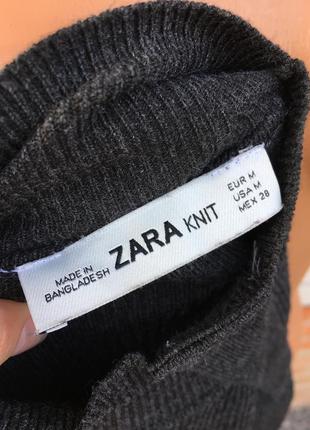 MADE IN
BANGLADESH
ZARA KNIT
EUR M
USA M
MEX 28